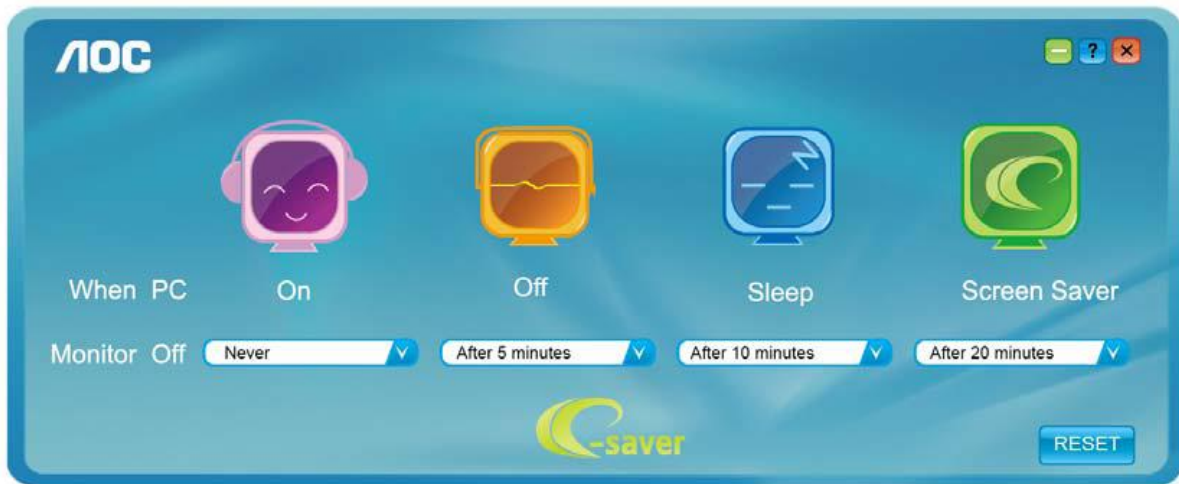 AOC
?
When PC On Off Sleep Screen Saver
Monitor Off Never After 5 minutes After 10 minutes After 20 minutes
e-saver
RESET